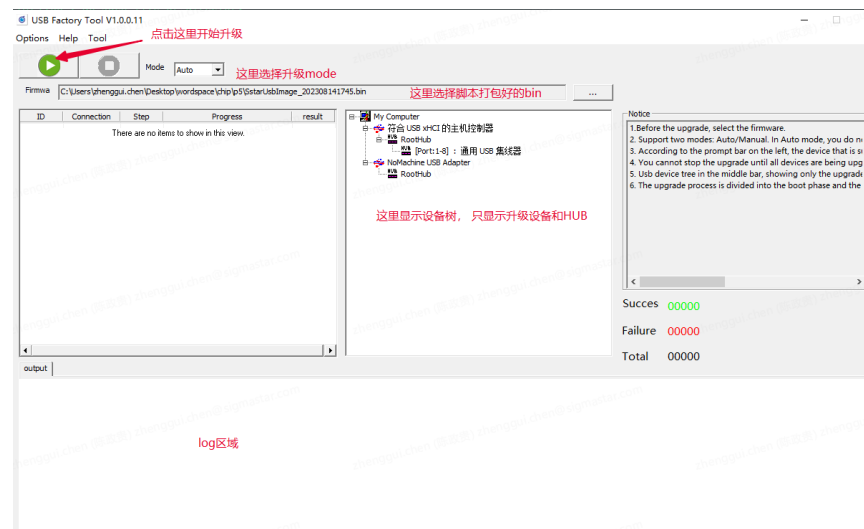 USB Factory Tool V1.0.0.11
Options Help Tool
点击这里开始升级
Mode Auto
这里选择升级mode
Firmwa C:\Users\zhenggui.chen\Desktop\wordspace\chip\p5\SstarUsbImage_202308141745.bin ...
这里选择脚本打包好的bin
ID Connection Step Progress result
There are no items to show in this view.
My Computer
符合 USB xHCI 的主机控制器
RootHub
[Port:1-8] : 通用 USB 集线器
NoMachine USB Adapter
RootHub
这里显示设备树， 只显示升级设备和HUB
Notice
1.Before the upgrade, select the firmware.
2. Support two modes: Auto/Manual. In Auto mode, you do n
3. According to the prompt bar on the left, the device that is su
4. You cannot stop the upgrade until all devices are being upg
5. Usb device tree in the middle bar, showing only the upgrade
6. The upgrade process is divided into the boot phase and the
Succes 00000
Failure 00000
Total 00000
output
log区域